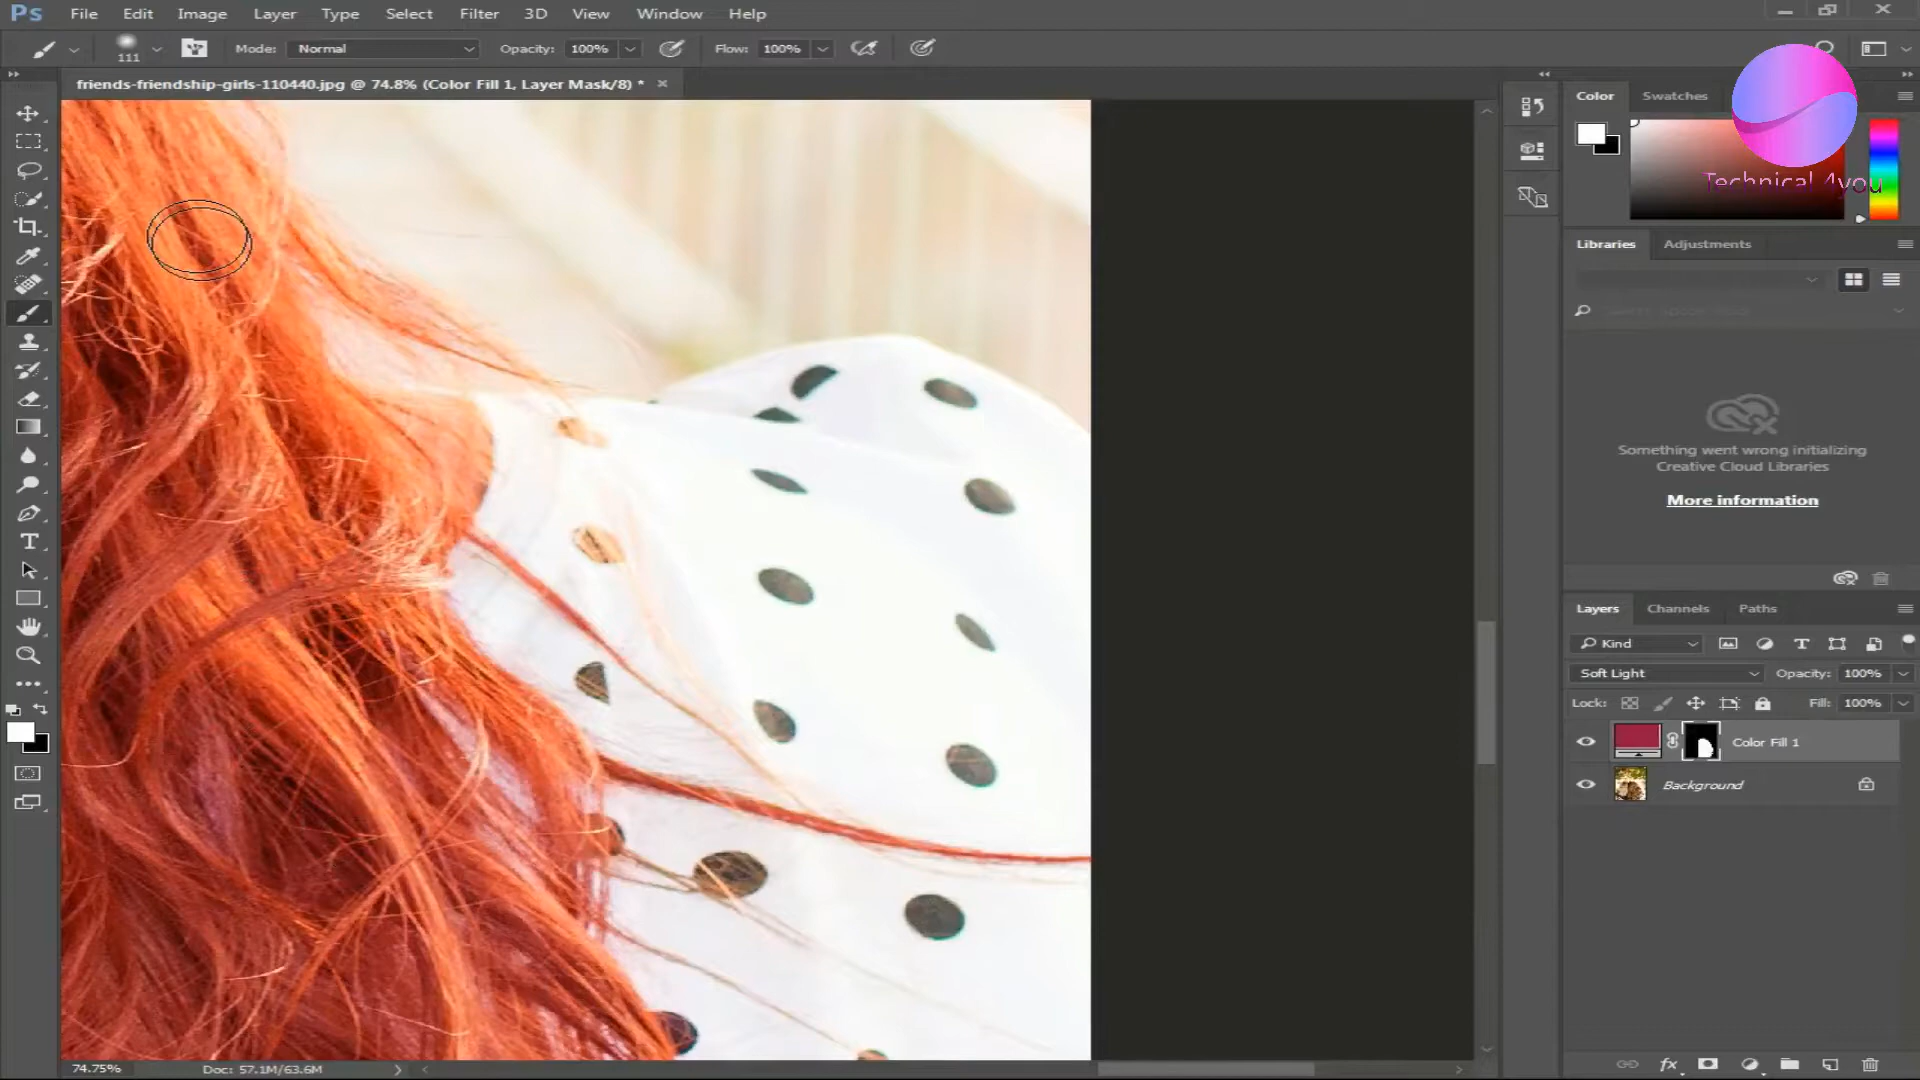 Ps File Edit Image Layer Type Select Filter 3D View Window Help
111 Mode: Normal Opacity: 100% Flow: 100%
friends-friendship-girls-110440.jpg @ 74.8% (Color Fill 1, Layer Mask/8) *
Color Swatches
Technical 4you
Libraries Adjustments
Something went wrong initializing
Creative Cloud Libraries
More information
Layers Channels Paths
Kind
Soft Light Opacity: 100%
Lock: Fill: 100%
Color Fill 1
Background
fx
74.75% Doc: 57.1M/63.6M